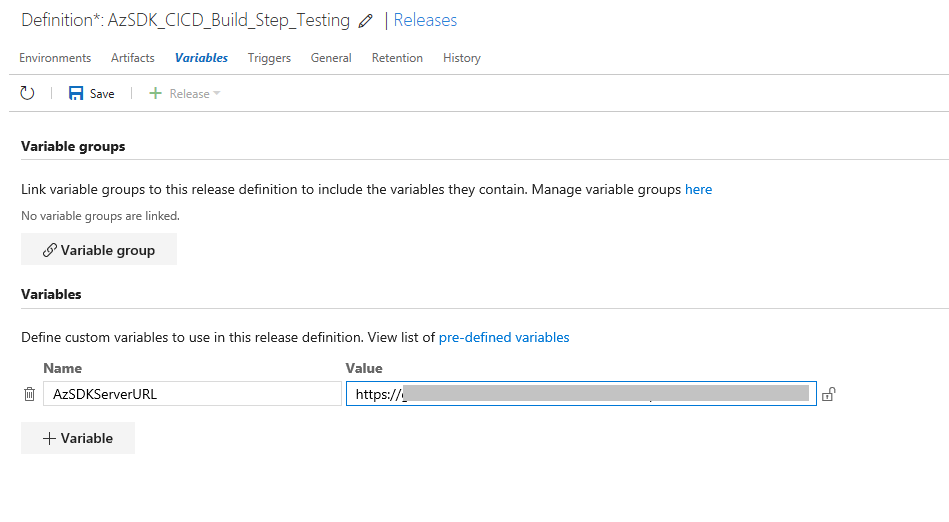 Definition*: AzSDK_CICD_Build_Step_Testing | Releases
Environments Artifacts Variables Triggers General Retention History
Save Release
Variable groups
Link variable groups to this release definition to include the variables they contain. Manage variable groups here
No variable groups are linked.
Variable group
Variables
Define custom variables to use in this release definition. View list of pre-defined variables
Name Value
AzSDKServerURL https://
Variable